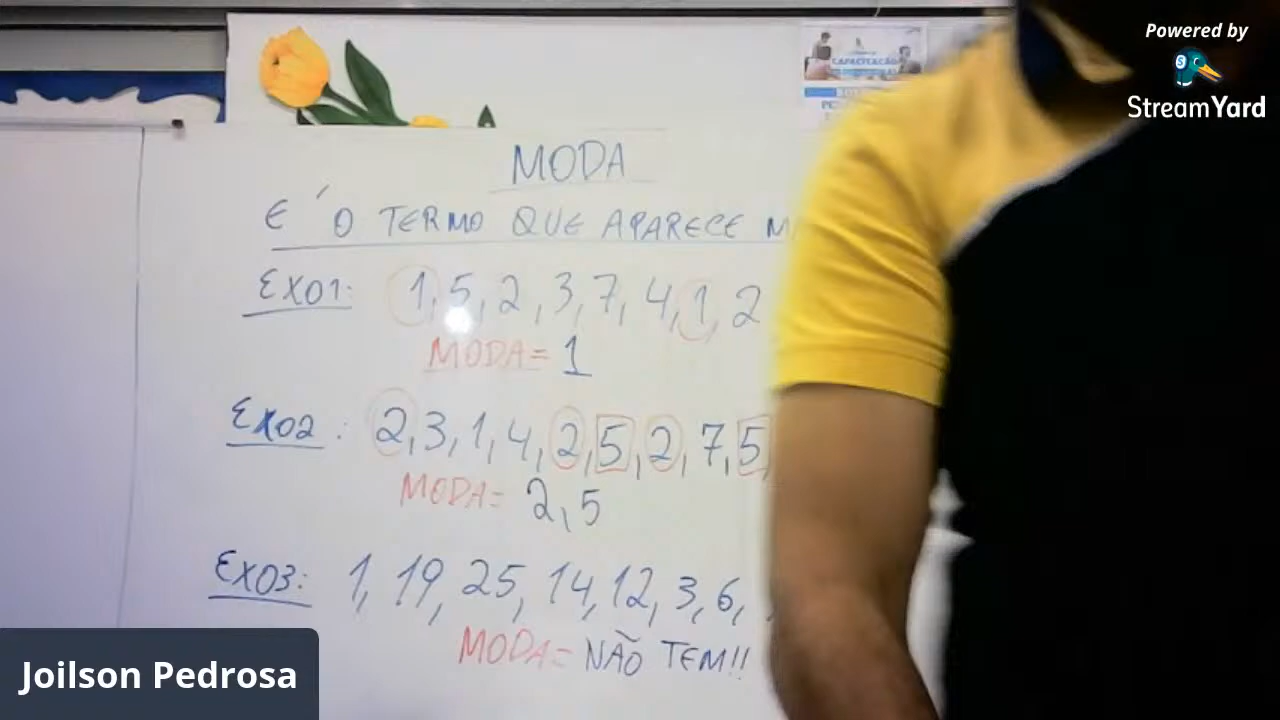 Powered by
StreamYard
CAPACITAÇÃO
MODA
É O TERMO QUE APARECE
EX01: 1, 5, 2, 3, 7, 4, 1, 2
MODA= 1
EX02: 2, 3, 1, 4, 2, 5, 2, 7, 5,
MODA= 2, 5
EX03: 1, 19, 25, 14, 12, 3, 6,
MODA= NÃO TEM!!
Joilson Pedrosa